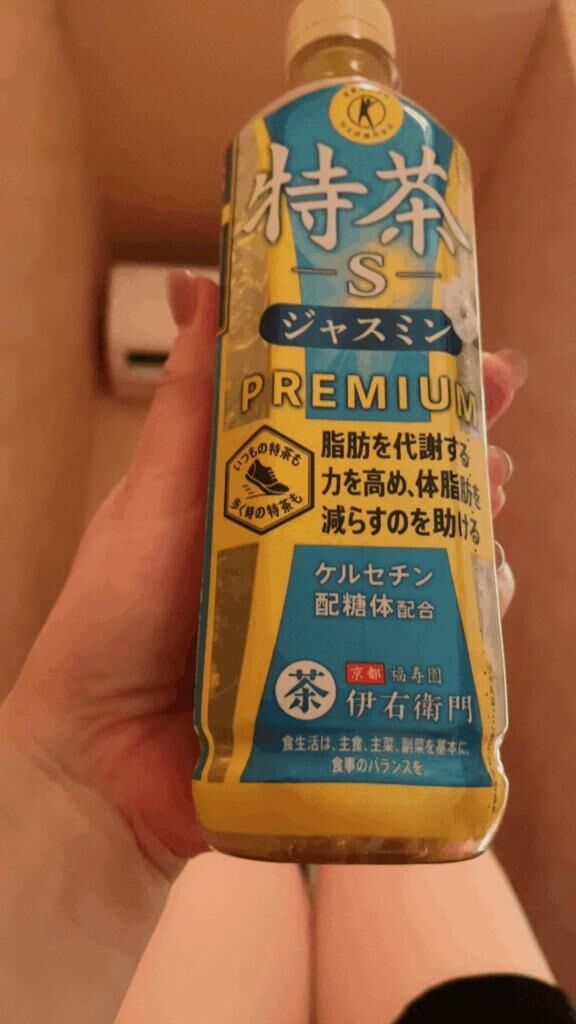 特茶
S
ジャスミン
PREMIUM
いつもの特茶も
歩く時の特茶も
脂肪を代謝する
力を高め、体脂肪を
減らすのを助ける
ケルセチン
配糖体配合
茶
京都 福寿園
伊右衛門
食生活は、主食、主菜、副菜を基本に、
食事のバランスを